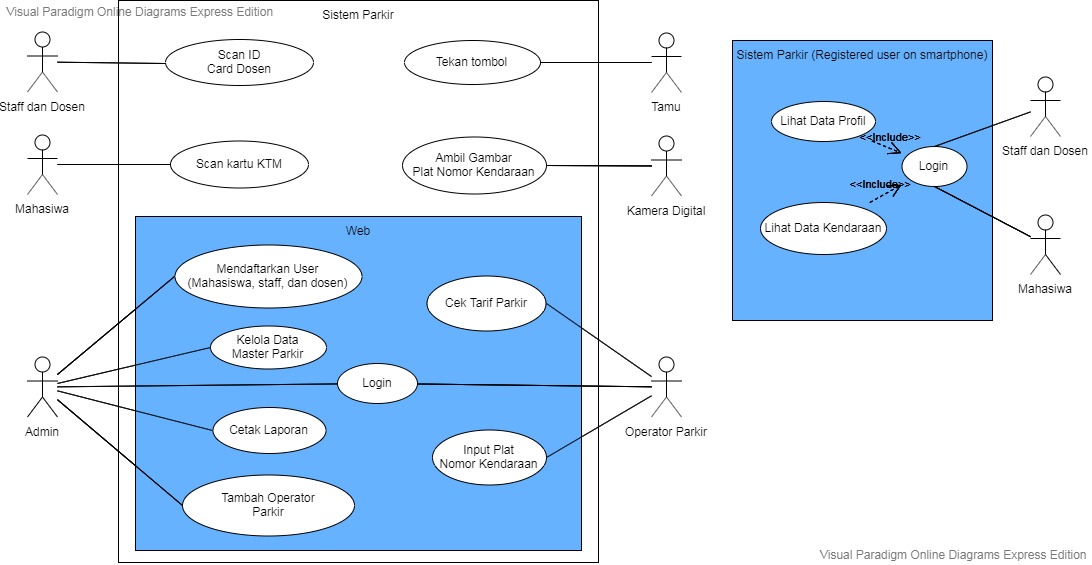 Visual Paradigm Online Diagrams Express Edition
Sistem Parkir
Scan ID
Card Dosen
Tekan tombol
Staff dan Dosen
Tamu
Scan kartu KTM
Ambil Gambar
Plat Nomor Kendaraan
Mahasiwa
Kamera Digital
Web
Mendaftarkan User
(Mahasiswa, staff, dan dosen)
Cek Tarif Parkir
Kelola Data
Master Parkir
Login
Admin
Operator Parkir
Cetak Laporan
Input Plat
Nomor Kendaraan
Tambah Operator
Parkir
Sistem Parkir (Registered user on smartphone)
Lihat Data Profil
<<Include>>
Login
<<Include>>
Lihat Data Kendaraan
Staff dan Dosen
Mahasiwa
Visual Paradigm Online Diagrams Express Edition